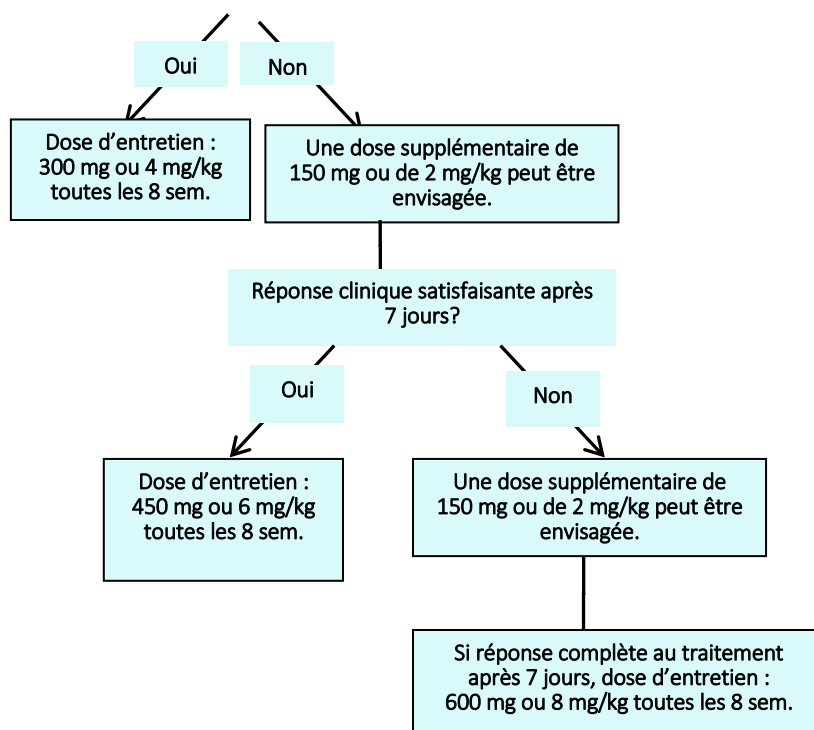 Oui
Non
Dose d’entretien :
300 mg ou 4 mg/kg
toutes les 8 sem.
Une dose supplémentaire de
150 mg ou de 2 mg/kg peut être
envisagée.
Réponse clinique satisfaisante après
7 jours?
Oui
Non
Dose d’entretien :
450 mg ou 6 mg/kg
toutes les 8 sem.
Une dose supplémentaire de
150 mg ou de 2 mg/kg peut être
envisagée.
Si réponse complète au traitement
après 7 jours, dose d’entretien :
600 mg ou 8 mg/kg toutes les 8 sem.